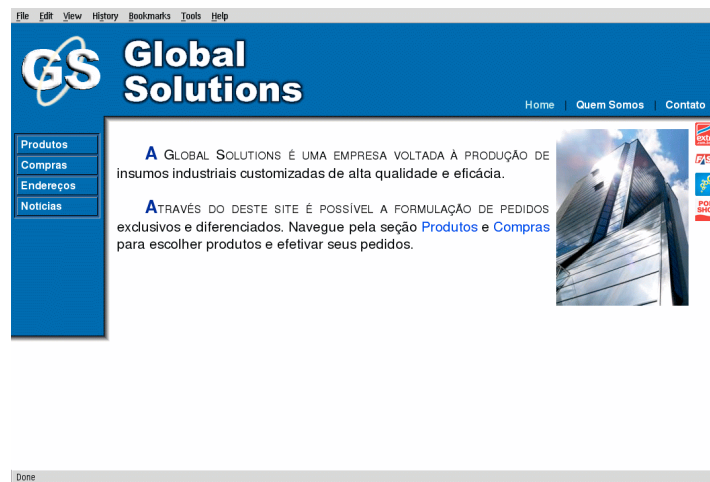 File Edit View History Bookmarks Tools Help
GS Global
Solutions
Home | Quem Somos | Contato
Produtos
Compras
Endereços
Notícias
A GLOBAL SOLUTIONS É UMA EMPRESA VOLTADA À PRODUÇÃO DE
insumos industriais customizadas de alta qualidade e eficácia.
ATRAVÉS DO DESTE SITE É POSSÍVEL A FORMULAÇÃO DE PEDIDOS
exclusivos e diferenciados. Navegue pela seção Produtos e Compras
para escolher produtos e efetivar seus pedidos.
Done